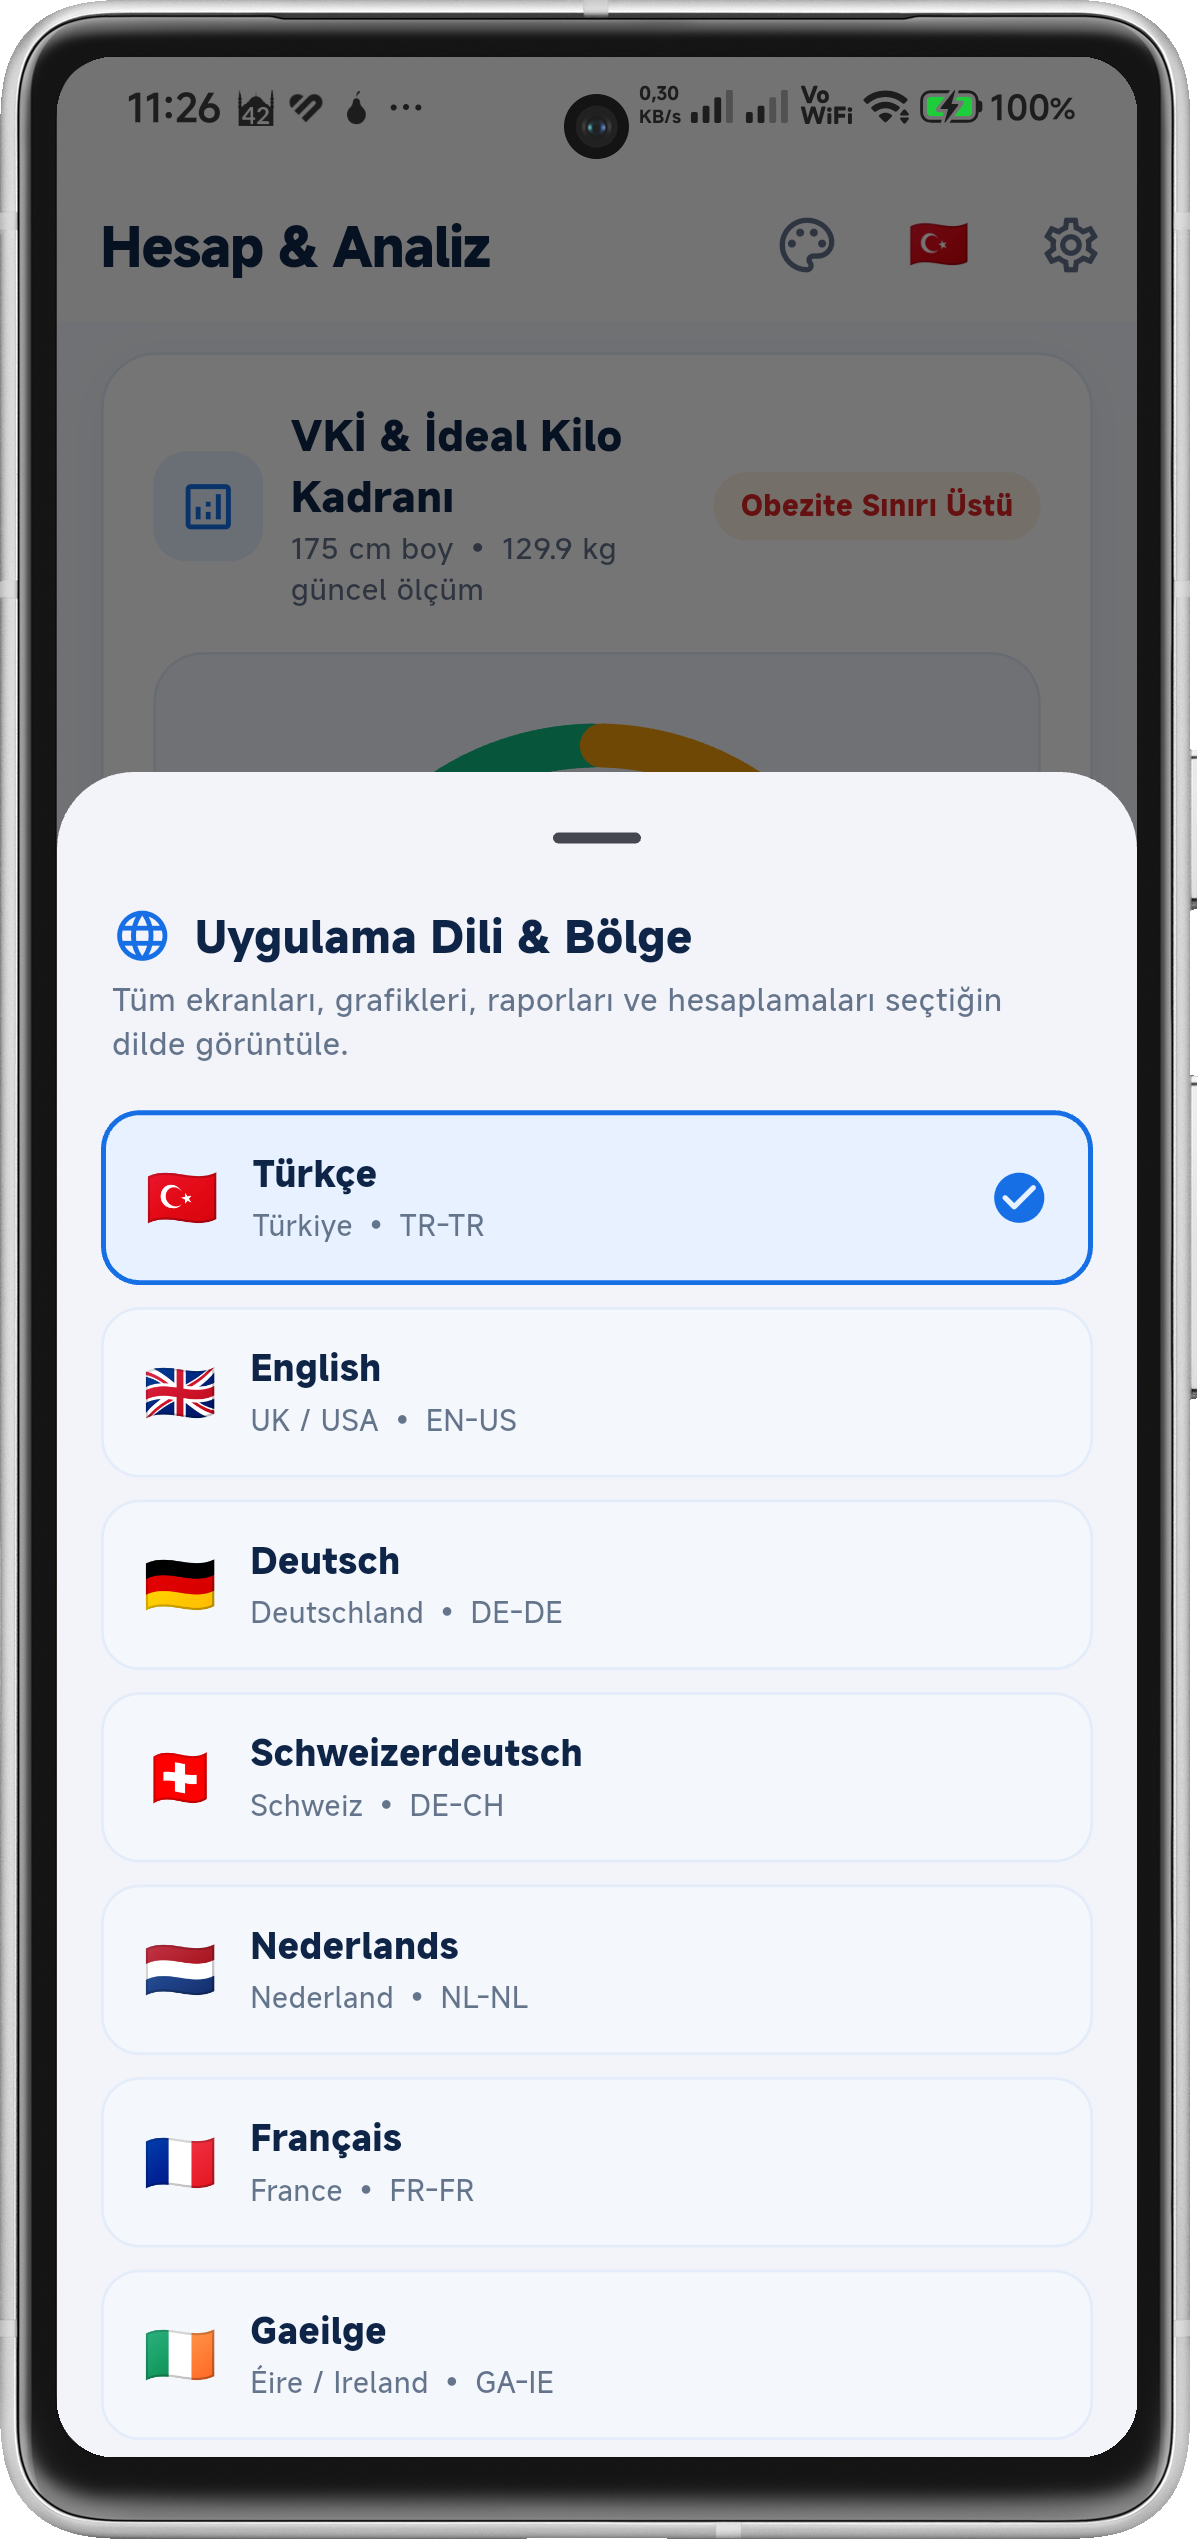 11:26
42
0,30
KB/s
Vo
WiFi
100%
Hesap & Analiz
VKİ & İdeal Kilo
Kadranı
175 cm boy • 129.9 kg
güncel ölçüm
Obezite Sınırı Üstü
Uygulama Dili & Bölge
Tüm ekranları, grafikleri, raporları ve hesaplamaları seçtiğin
dilde görüntüle.
Türkçe
Türkiye • TR-TR
English
UK / USA • EN-US
Deutsch
Deutschland • DE-DE
Schweizerdeutsch
Schweiz • DE-CH
Nederlands
Nederland • NL-NL
Français
France • FR-FR
Gaeilge
Éire / Ireland • GA-IE